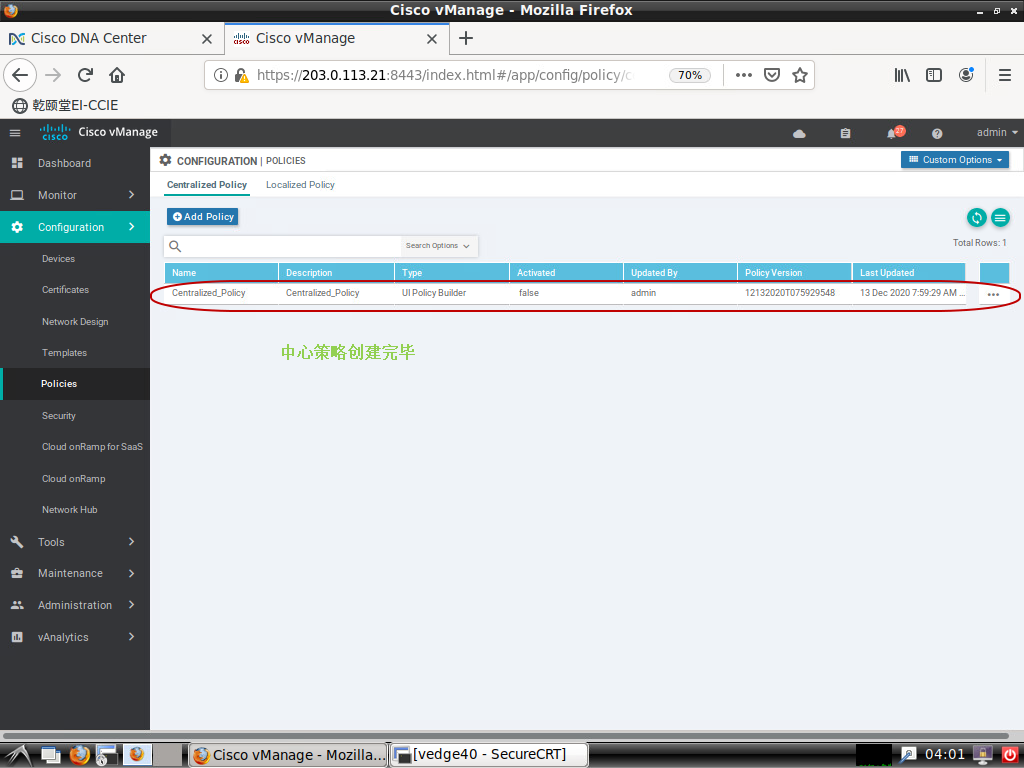 Cisco vManage - Mozilla Firefox
Cisco DNA Center
Cisco vManage
https://203.0.113.21:8443/index.html#/app/config/policy/c
70%
乾颐堂EI-CCIE
cisco
Cisco vManage
27
admin
Dashboard
Monitor
Configuration
Devices
Certificates
Network Design
Templates
Policies
Security
Cloud onRamp for SaaS
Cloud onRamp
Network Hub
Tools
Maintenance
Administration
vAnalytics
CONFIGURATION | POLICIES
Custom Options
Centralized Policy Localized Policy
Add Policy
Search Options
Total Rows: 1
Name Description Type Activated Updated By Policy Version Last Updated
Centralized_Policy Centralized_Policy UI Policy Builder false admin 12132020T075929548 13 Dec 2020 7:59:29 AM ...
中心策略创建完毕
Cisco vManage - Mozilla...
[vedge40 - SecureCRT]
04:01